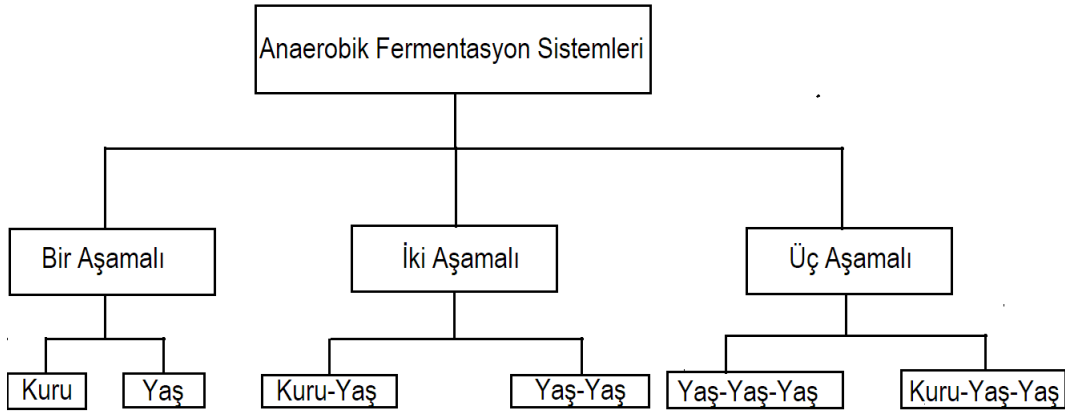 Anaerobik Fermentasyon Sistemleri
Bir Aşamalı
İki Aşamalı
Üç Aşamalı
Kuru
Yaş
Kuru-Yaş
Yaş-Yaş
Yaş-Yaş-Yaş
Kuru-Yaş-Yaş